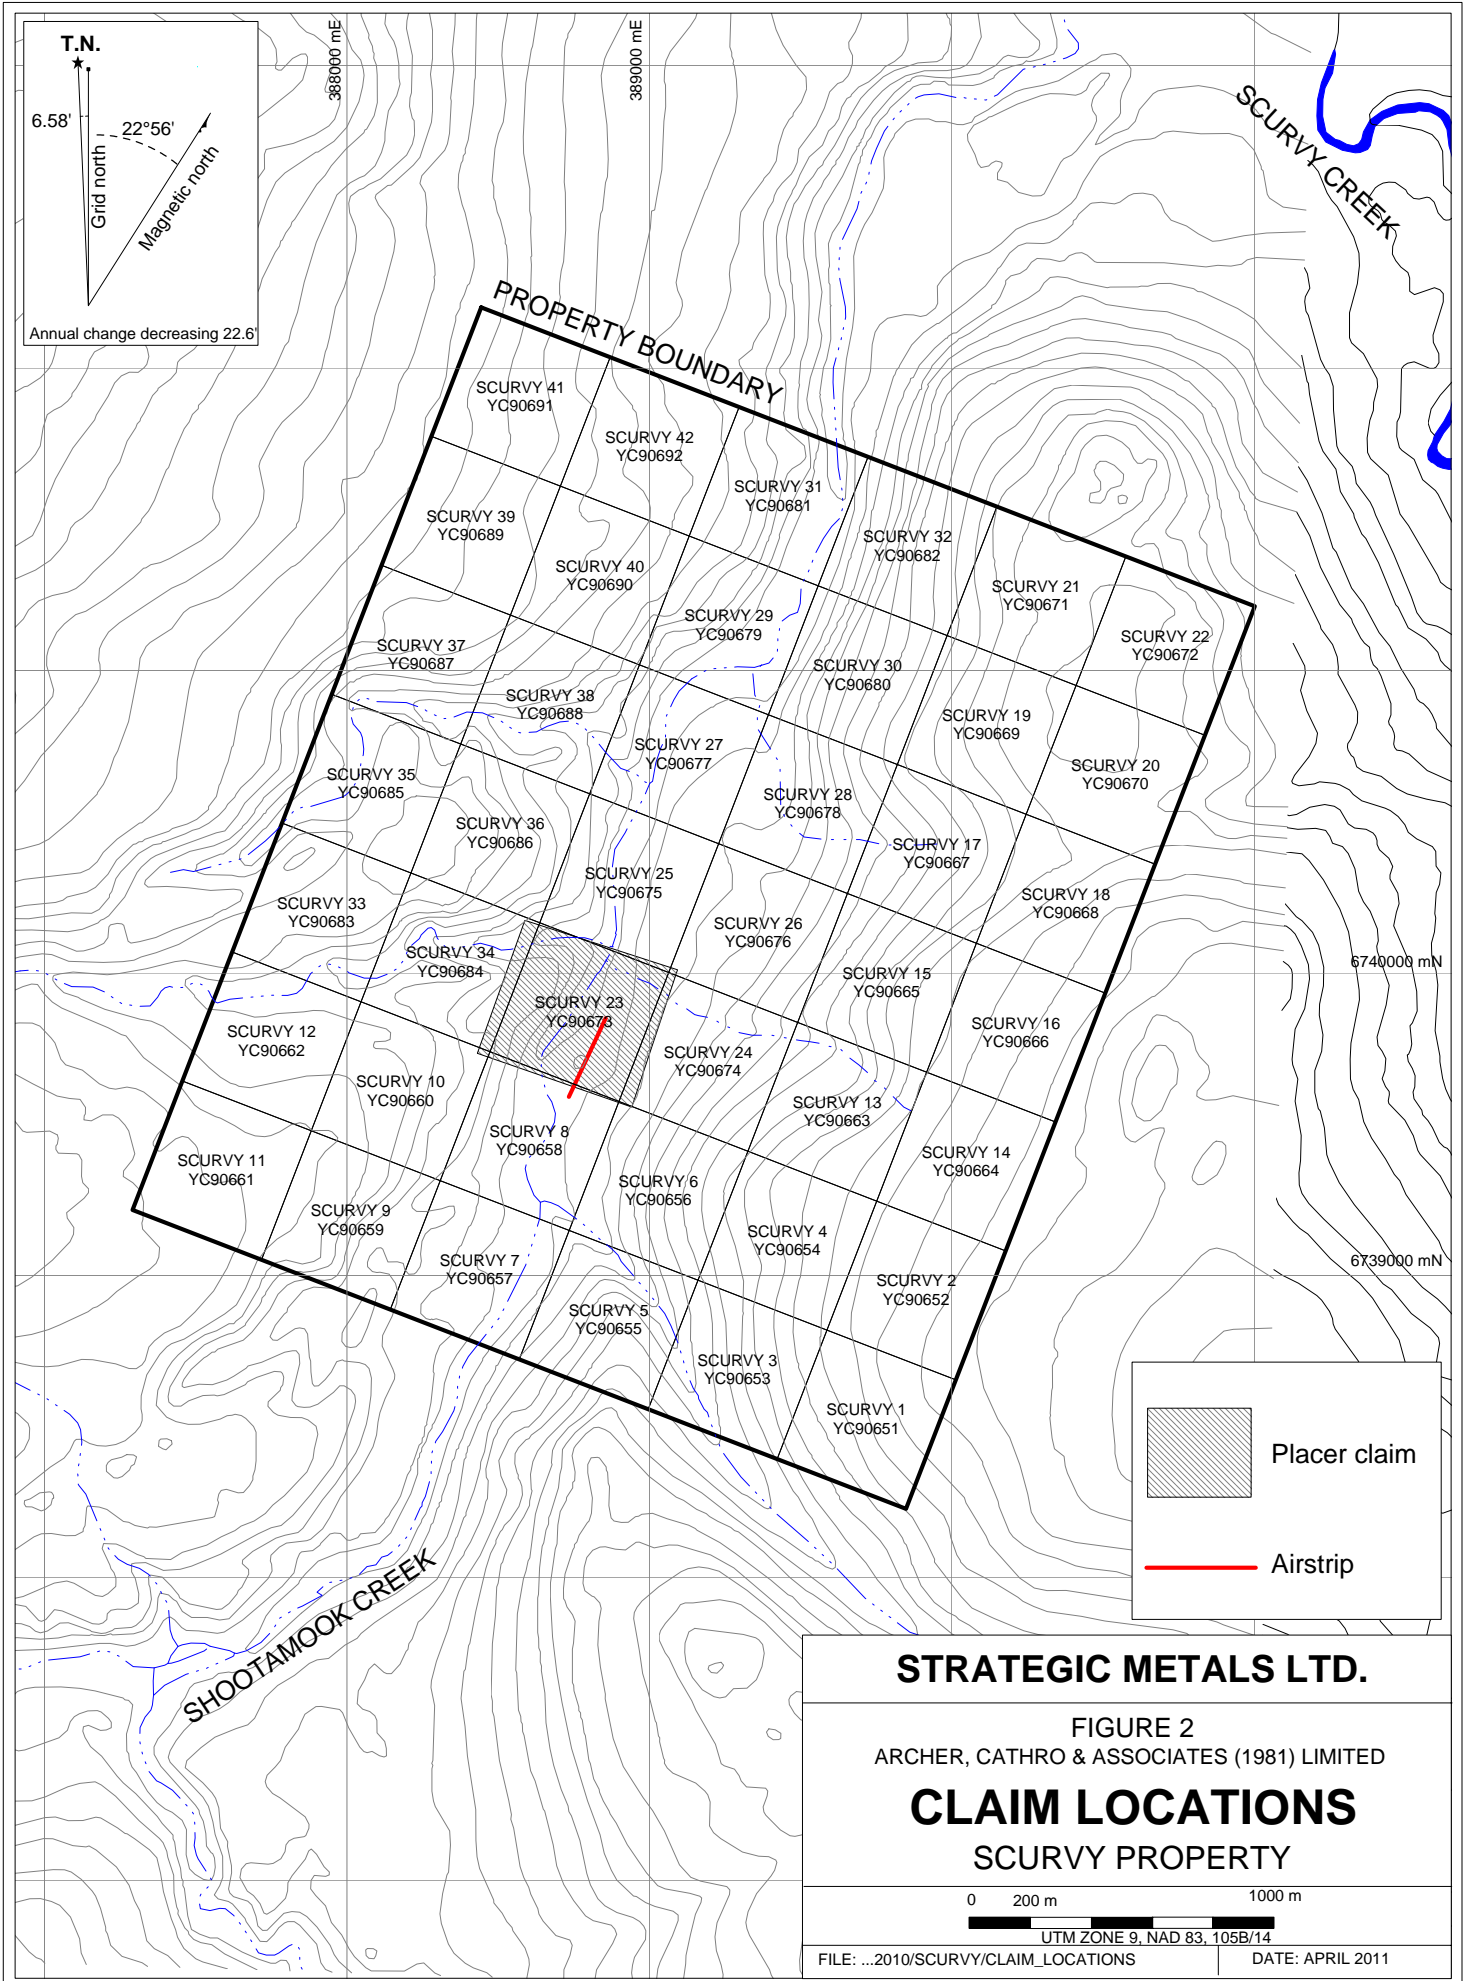 T.N.
6.58'
22°56'
Grid north
Magnetic north
Annual change decreasing 22.6'
388000 mE
389000 mE
SCURVY CREEK
PROPERTY BOUNDARY
SCURVY 41
YC90691
SCURVY 42
YC90692
SCURVY 31
YC90681
SCURVY 32
YC90682
SCURVY 21
YC90671
SCURVY 22
YC90672
SCURVY 39
YC90689
SCURVY 40
YC90690
SCURVY 29
YC90679
SCURVY 30
YC90680
SCURVY 19
YC90669
SCURVY 20
YC90670
SCURVY 37
YC90687
SCURVY 38
YC90688
SCURVY 27
YC90677
SCURVY 28
YC90678
SCURVY 17
YC90667
SCURVY 18
YC90668
SCURVY 35
YC90685
SCURVY 36
YC90686
SCURVY 25
YC90675
SCURVY 26
YC90676
SCURVY 15
YC90665
SCURVY 16
YC90666
SCURVY 33
YC90683
SCURVY 34
YC90684
SCURVY 23
YC90673
SCURVY 24
YC90674
SCURVY 13
YC90663
SCURVY 14
YC90664
SCURVY 12
YC90662
SCURVY 10
YC90660
SCURVY 8
YC90658
SCURVY 6
YC90656
SCURVY 4
YC90654
SCURVY 2
YC90652
SCURVY 11
YC90661
SCURVY 9
YC90659
SCURVY 7
YC90657
SCURVY 5
YC90655
SCURVY 3
YC90653
SCURVY 1
YC90651
6740000 mN
6739000 mN
SHOOTAMOOK CREEK
Placer claim
Airstrip
STRATEGIC METALS LTD.
FIGURE 2
ARCHER, CATHRO & ASSOCIATES (1981) LIMITED
CLAIM LOCATIONS
SCURVY PROPERTY
0 200 m 1000 m
UTM ZONE 9, NAD 83, 105B/14
FILE: ...2010/SCURVY/CLAIM_LOCATIONS
DATE: APRIL 2011